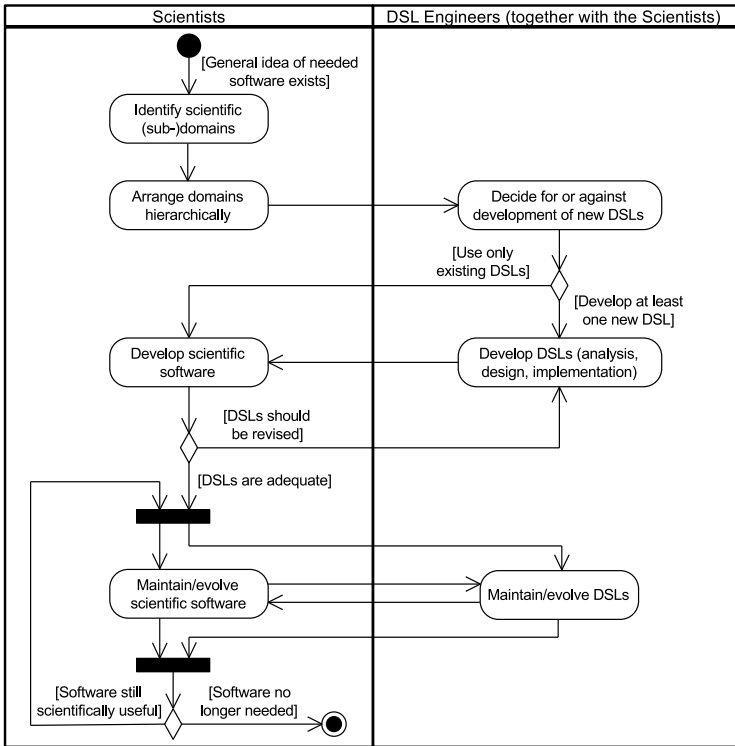 Scientists
DSL Engineers (together with the Scientists)
[General idea of needed
software exists]
Identify scientific
(sub-)domains
Arrange domains
hierarchically
Decide for or against
development of new DSLs
[Use only
existing DSLs]
[Develop at least
one new DSL]
Develop scientific
software
Develop DSLs (analysis,
design, implementation)
[DSLs should
be revised]
[DSLs are adequate]
Maintain/evolve
scientific software
Maintain/evolve DSLs
[Software still
scientifically useful]
[Software no
longer needed]